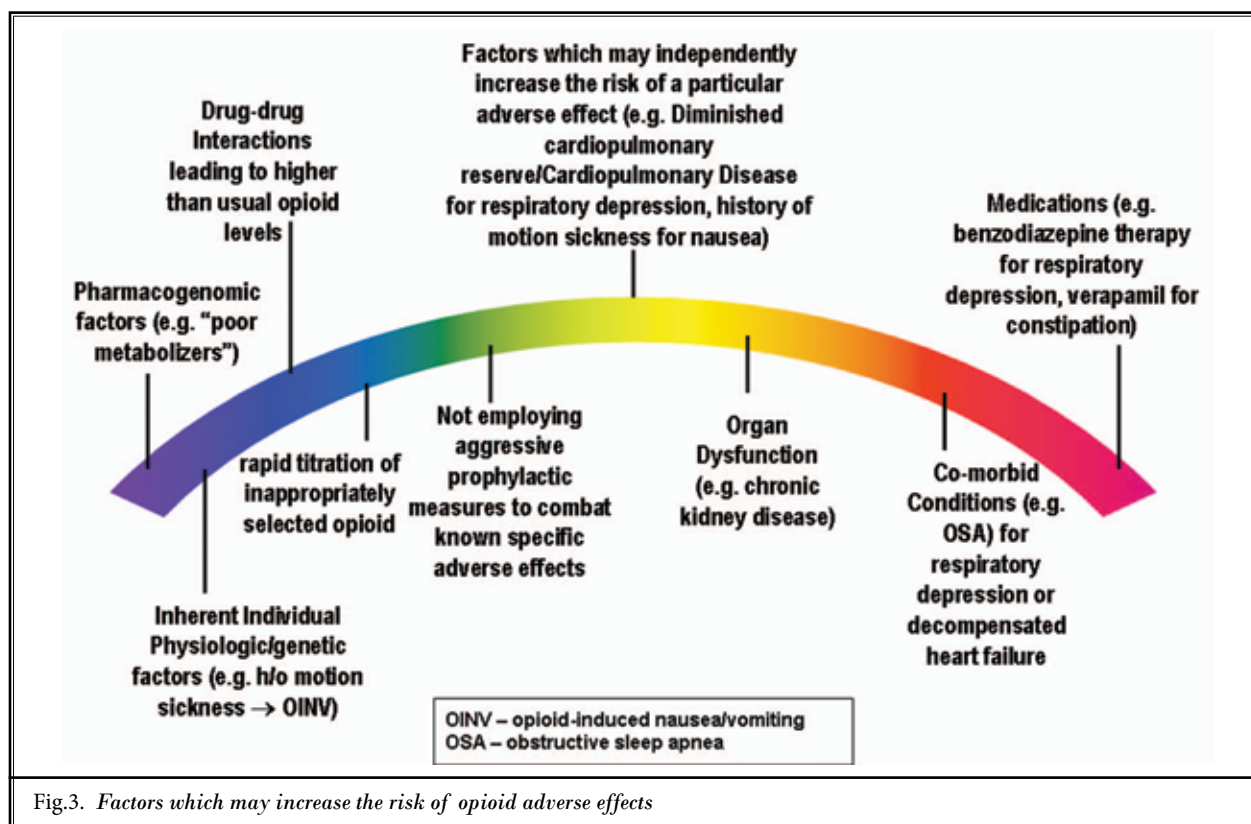 Factors which may independently
increase the risk of a particular
adverse effect (e.g. Diminished
cardiopulmonary
reserve/Cardiopulmonary Disease
for respiratory depression, history of
motion sickness for nausea)
Drug-drug
Interactions
leading to higher
than usual opioid
levels
Medications (e.g.
benzodiazepine therapy
for respiratory
depression, verapamil for
constipation)
Pharmacogenomic
factors (e.g. “poor
metabolizers”)
Inherent Individual
Physiologic/genetic
factors (e.g. h/o motion
sickness → OINV)
rapid titration of
inappropriately
selected opioid
Not employing
aggressive
prophylactic
measures to combat
known specific
adverse effects
Organ
Dysfunction
(e.g. chronic
kidney disease)
Co-morbid
Conditions (e.g.
OSA) for
respiratory
depression or
decompensated
heart failure
OINV – opioid-induced nausea/vomiting
OSA – obstructive sleep apnea
Fig.3. Factors which may increase the risk of opioid adverse effects